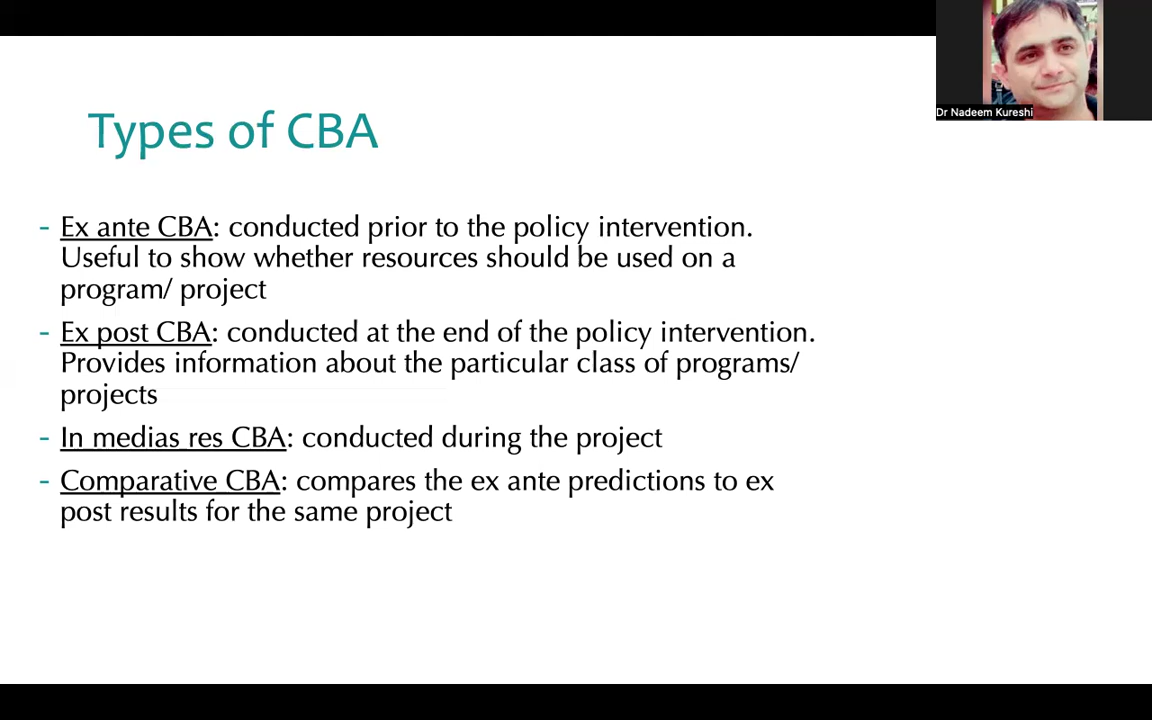 Dr Nadeem Kureshi
Types of CBA
- Ex ante CBA: conducted prior to the policy intervention.
Useful to show whether resources should be used on a
program/ project
- Ex post CBA: conducted at the end of the policy intervention.
Provides information about the particular class of programs/
projects
- In medias res CBA: conducted during the project
- Comparative CBA: compares the ex ante predictions to ex
post results for the same project